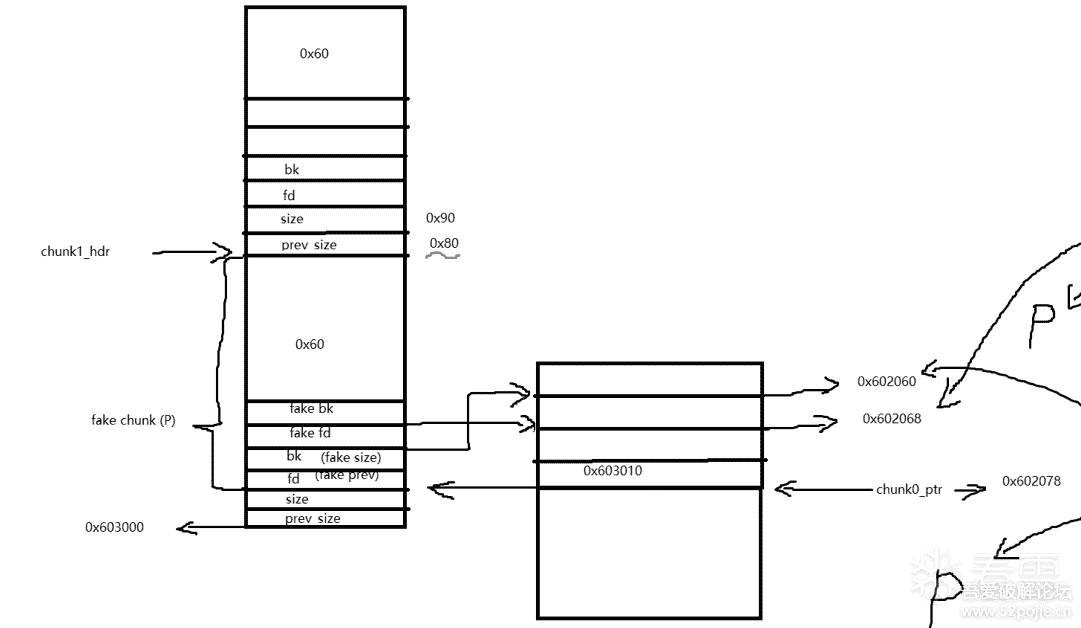 0x60
bk
fd
size 0x90
prev size 0x80
chunk1_hdr
0x60
fake chunk (P)
fake bk
fake fd
bk (fake size)
fd (fake prev)
size
prev size
0x603000
0x603010
0x602060
0x602068
chunk0_ptr
0x602078
P
P
吾爱破解论坛
www.52pojie.cn